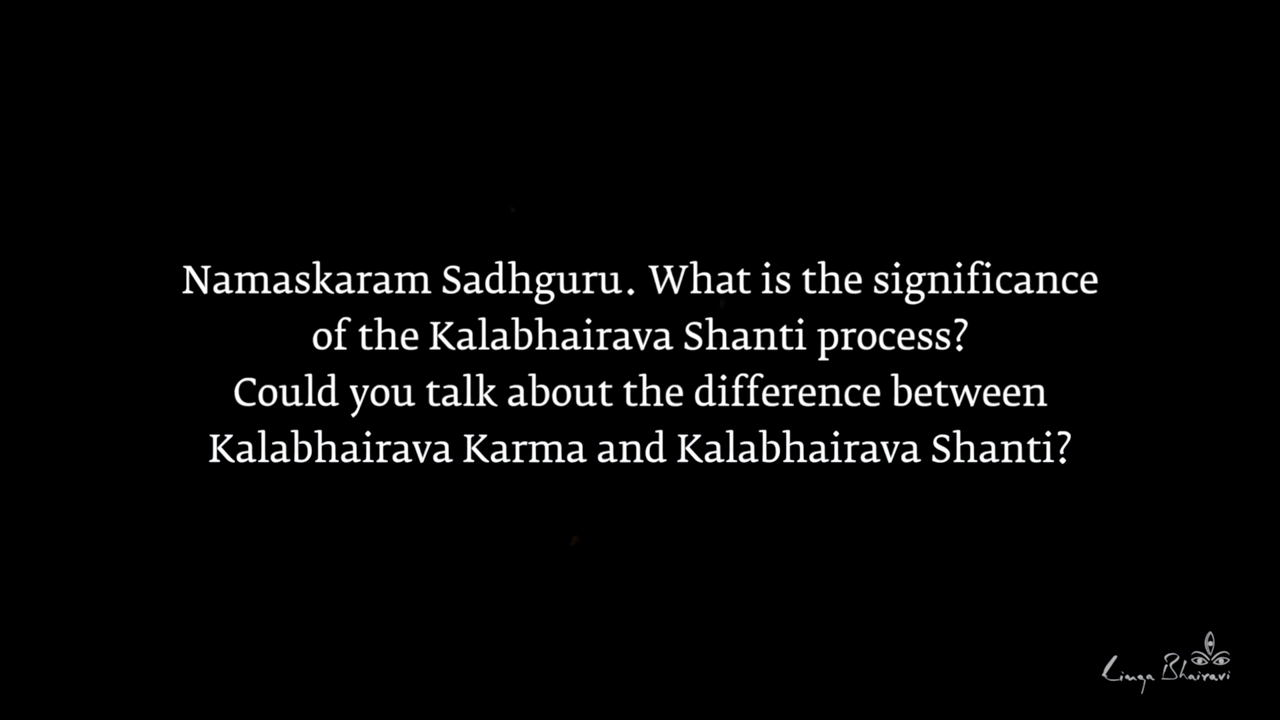 Namaskaram Sadhguru. What is the significance
of the Kalabhairava Shanti process?
Could you talk about the difference between
Kalabhairava Karma and Kalabhairava Shanti?
Linga Bhairavi